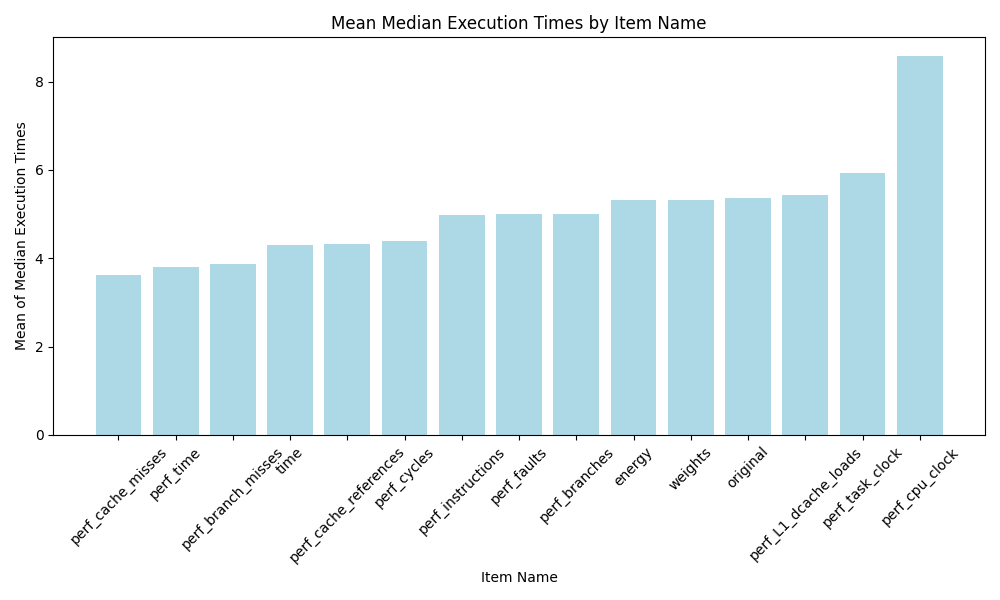 Mean Median Execution Times by Item Name
Mean of Median Execution Times
8
6
4
2
0
perf_cache_misses
perf_time
perf_branch_misses
time
perf_cache_references
perf_cycles
perf_instructions
perf_faults
perf_branches
energy
weights
original
perf_L1_dcache_loads
perf_task_clock
perf_cpu_clock
Item Name